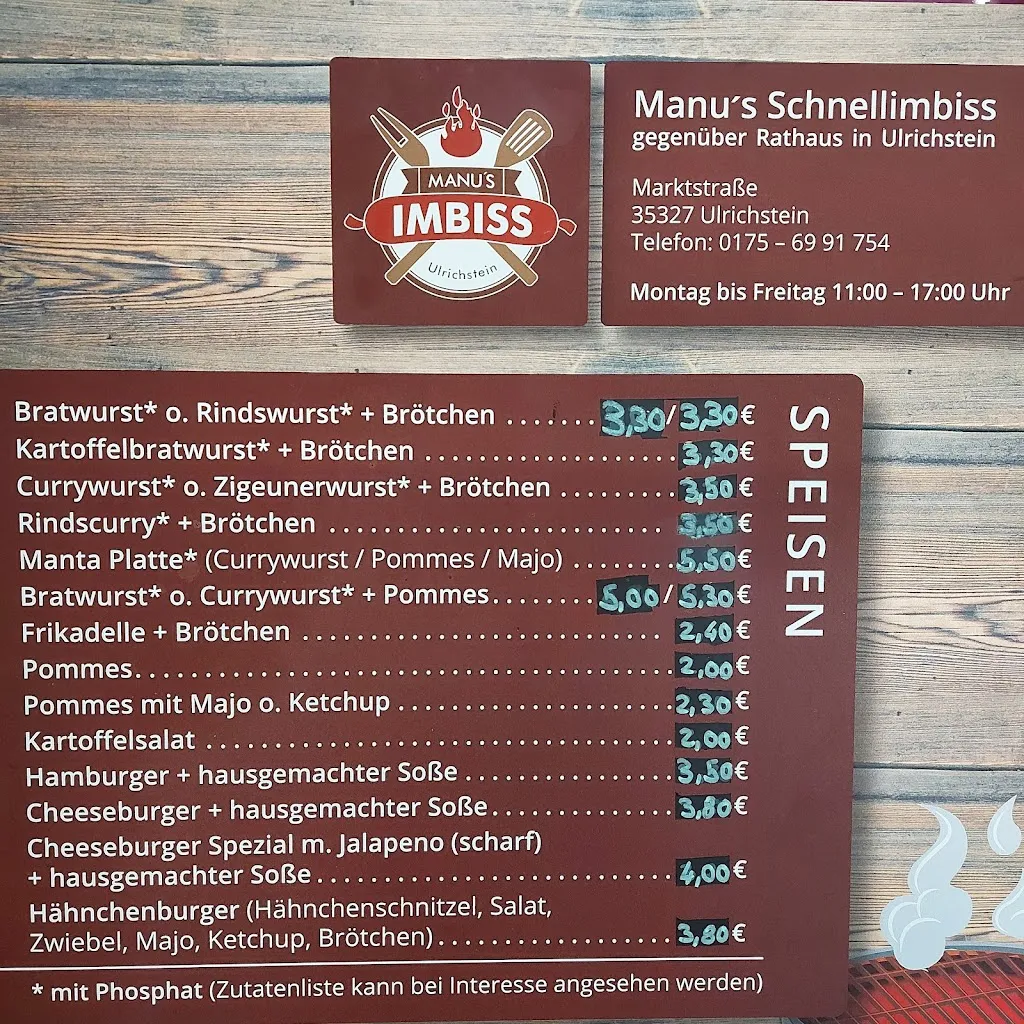 MANU'S
IMBISS
Ulrichstein
Manu´s Schnellimbiss
gegenüber Rathaus in Ulrichstein
Marktstraße
35327 Ulrichstein
Telefon: 0175 – 69 91 754
Montag bis Freitag 11:00 – 17:00 Uhr
SPEISEN
Bratwurst* o. Rindswurst* + Brötchen ....... 3,30/3,30€
Kartoffelbratwurst* + Brötchen .................... 3,30€
Currywurst* o. Zigeunerwurst* + Brötchen ......... 3,50€
Rindscurry* + Brötchen ............................ 3,50€
Manta Platte* (Currywurst / Pommes / Majo) ........ 5,50€
Bratwurst* o. Currywurst* + Pommes........ 5,00/5,30€
Frikadelle + Brötchen ............................. 2,40€
Pommes............................................ 2,00€
Pommes mit Majo o. Ketchup ....................... 2,30€
Kartoffelsalat ..................................... 2,00€
Hamburger + hausgemachter Soße ................. 3,50€
Cheeseburger + hausgemachter Soße............... 3,80€
Cheeseburger Spezial m. Jalapeno (scharf)
+ hausgemachter Soße............................. 4,00€
Hähnchenburger (Hähnchenschnitzel, Salat,
Zwiebel, Majo, Ketchup, Brötchen).................... 3,80€
* mit Phosphat (Zutatenliste kann bei Interesse angesehen werden)